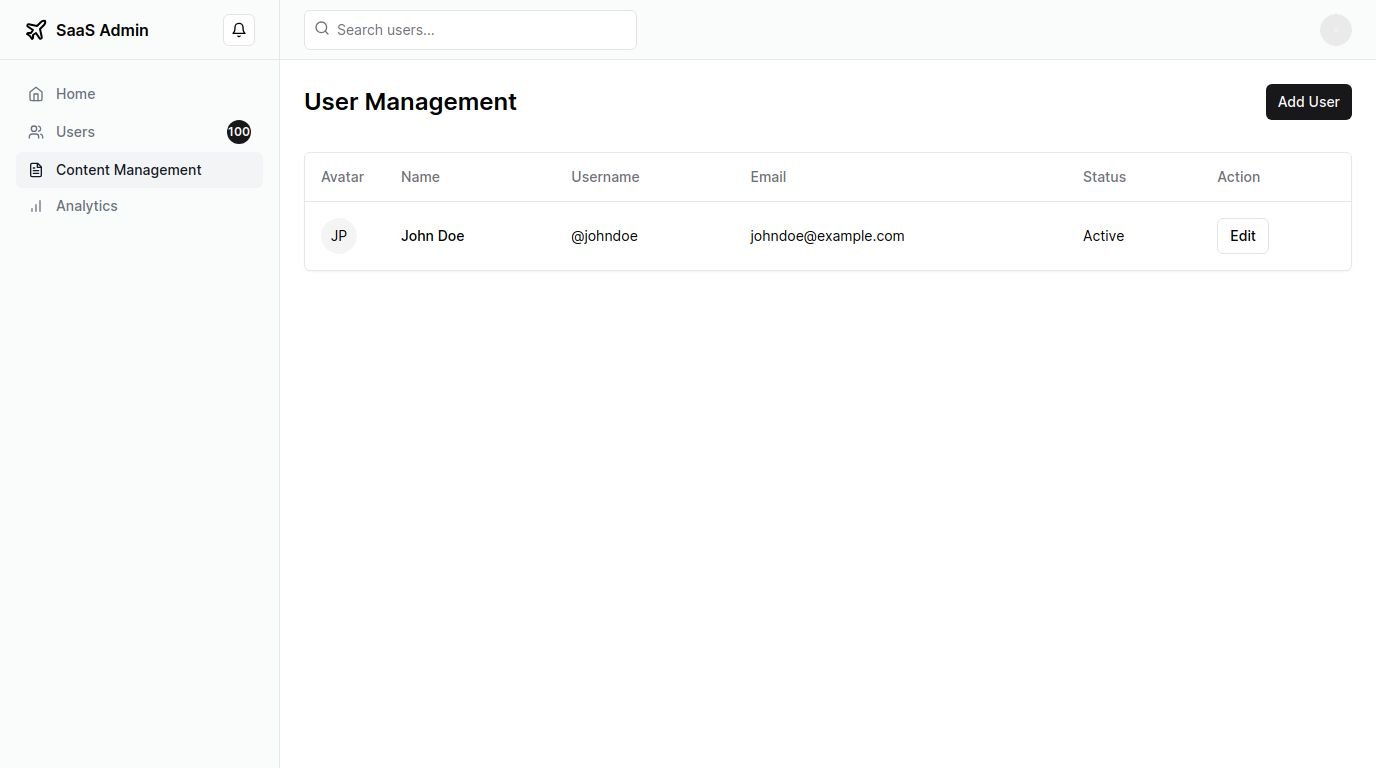 SaaS Admin
Search users...
Home
Users 100
Content Management
Analytics
User Management
Add User
Avatar Name Username Email Status Action
JP John Doe @johndoe johndoe@example.com Active Edit